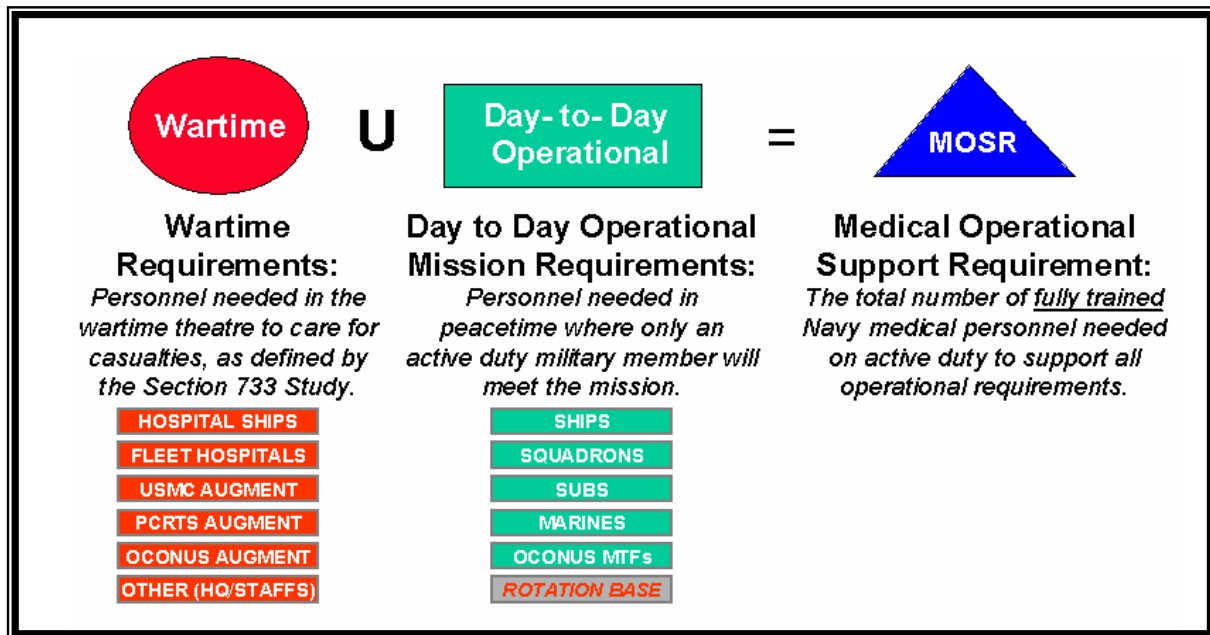 Wartime
U
Day- to- Day
Operational
=
MOSR
Wartime
Requirements:
Personnel needed in the
wartime theatre to care for
casualties, as defined by
the Section 733 Study.
HOSPITAL SHIPS
FLEET HOSPITALS
USMC AUGMENT
PCRTS AUGMENT
OCONUS AUGMENT
OTHER (HQ/STAFFS)
Day to Day Operational
Mission Requirements:
Personnel needed in
peacetime where only an
active duty military member will
meet the mission.
SHIPS
SQUADRONS
SUBS
MARINES
OCONUS MTFs
ROTATION BASE
Medical Operational
Support Requirement:
The total number of fully trained
Navy medical personnel needed
on active duty to support all
operational requirements.